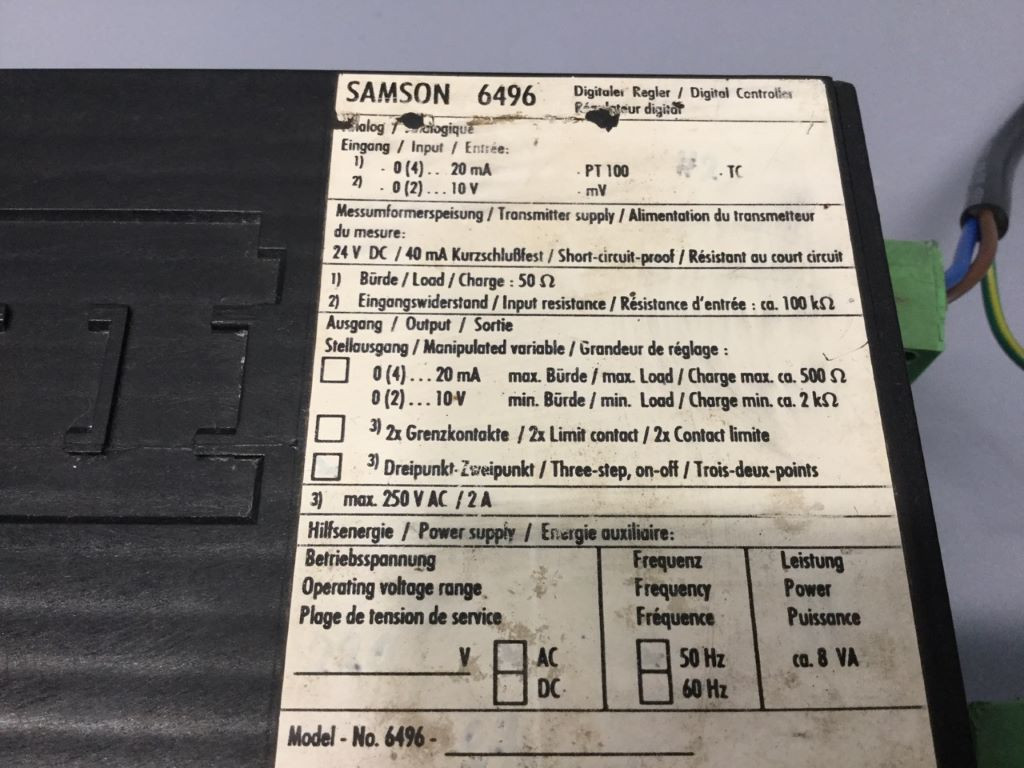 SAMSON 6496 Digitaler Regler / Digital Controller
Régulateur digital
Analog / Analogique
Eingang / Input / Entrée:
1) · 0 (4) ... 20 mA · PT 100 · TC
2) · 0 (2) ... 10 V · mV
Messumformerspeisung / Transmitter supply / Alimentation du transmetteur
du mesure:
24 V DC / 40 mA Kurzschlußfest / Short-circuit-proof / Résistant au court circuit
1) Bürde / Load / Charge : 50 Ω
2) Eingangswiderstand / Input resistance / Résistance d'entrée : ca. 100 kΩ
Ausgang / Output / Sortie
Stellausgang / Manipulated variable / Grandeur de réglage :
0 (4) ... 20 mA max. Bürde / max. Load / Charge max. ca. 500 Ω
0 (2) ... 10 V min. Bürde / min. Load / Charge min. ca. 2 kΩ
3) 2x Grenzkontakte / 2x Limit contact / 2x Contact limite
3) Dreipunkt-Zweipunkt / Three-step, on-off / Trois-deux-points
3) max. 250 V AC / 2 A
Hilfsenergie / Power supply / Energie auxiliaire:
Betriebsspannung Frequenz Leistung
Operating voltage range Frequency Power
Plage de tension de service Fréquence Puissance
V AC 50 Hz ca. 8 VA
DC 60 Hz
Model - No. 6496 -